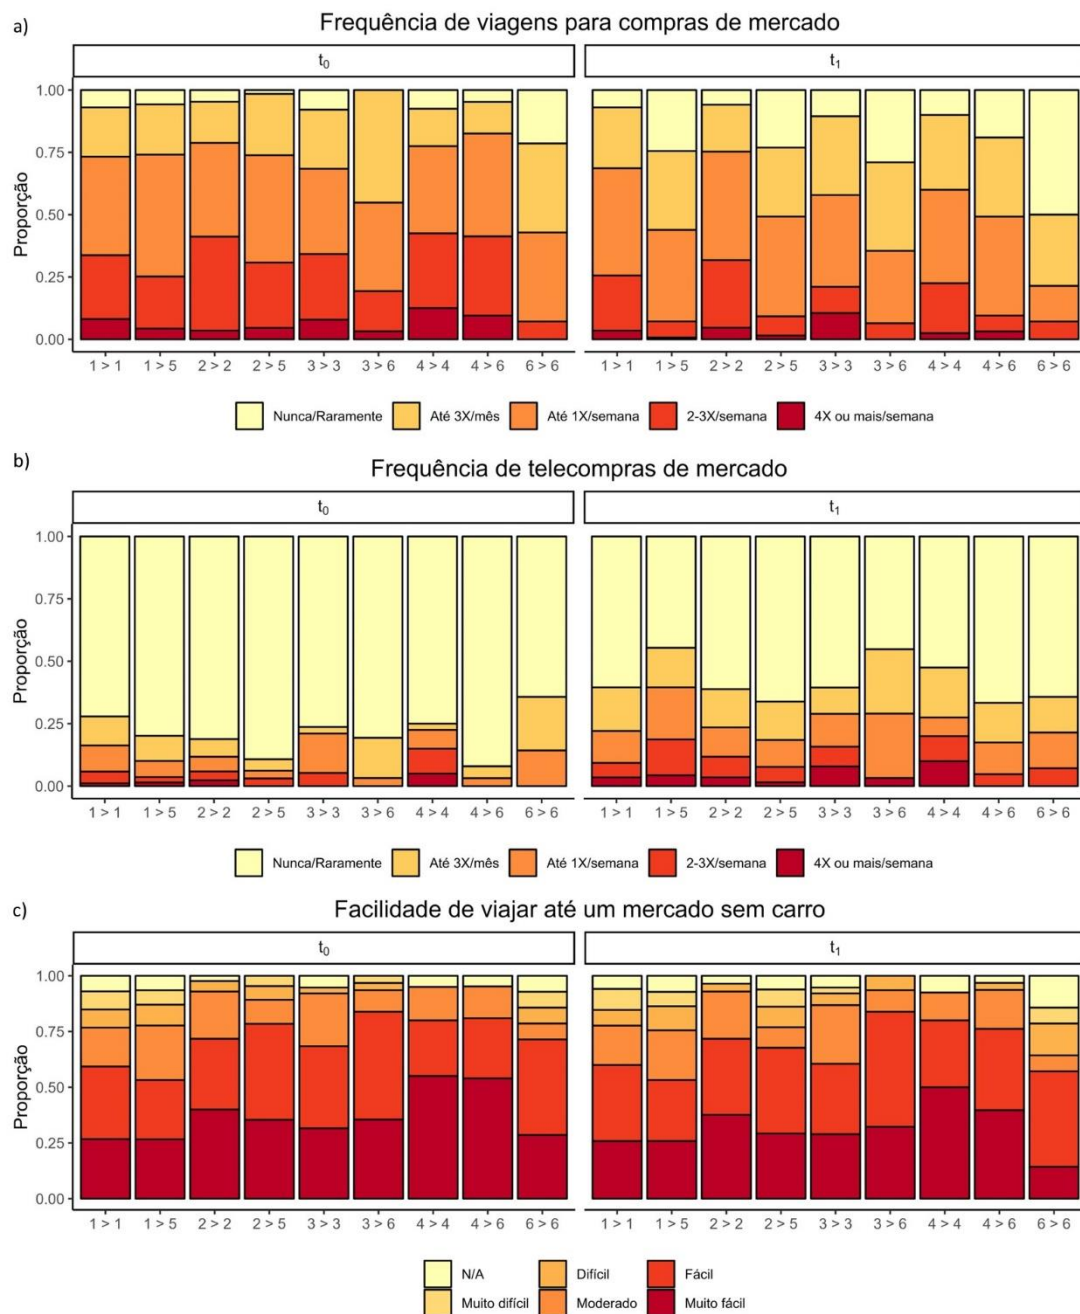 a)
Frequência de viagens para compras de mercado
t₀ t₁
Proporção
1.00
0.75
0.50
0.25
0.00
1 > 1 1 > 5 2 > 2 2 > 5 3 > 3 3 > 6 4 > 4 4 > 6 6 > 6 1 > 1 1 > 5 2 > 2 2 > 5 3 > 3 3 > 6 4 > 4 4 > 6 6 > 6
Nunca/Raramente Até 3X/mês Até 1X/semana 2-3X/semana 4X ou mais/semana
b)
Frequência de telecompras de mercado
t₀ t₁
Proporção
1.00
0.75
0.50
0.25
0.00
1 > 1 1 > 5 2 > 2 2 > 5 3 > 3 3 > 6 4 > 4 4 > 6 6 > 6 1 > 1 1 > 5 2 > 2 2 > 5 3 > 3 3 > 6 4 > 4 4 > 6 6 > 6
Nunca/Raramente Até 3X/mês Até 1X/semana 2-3X/semana 4X ou mais/semana
c)
Facilidade de viajar até um mercado sem carro
t₀ t₁
Proporção
1.00
0.75
0.50
0.25
0.00
1 > 1 1 > 5 2 > 2 2 > 5 3 > 3 3 > 6 4 > 4 4 > 6 6 > 6 1 > 1 1 > 5 2 > 2 2 > 5 3 > 3 3 > 6 4 > 4 4 > 6 6 > 6
N/A Difícil Fácil
Muito difícil Moderado Muito fácil